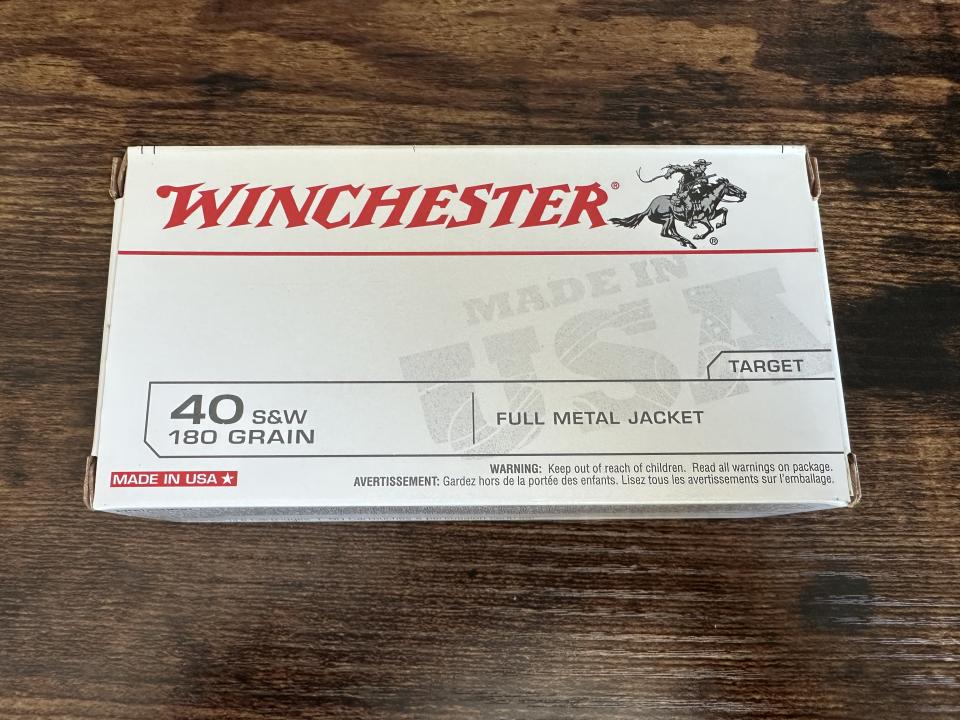 WINCHESTER®
®
MADE IN
USA
TARGET
40 S&W
180 GRAIN
FULL METAL JACKET
MADE IN USA
WARNING: Keep out of reach of children. Read all warnings on package.
AVERTISSEMENT: Gardez hors de la portée des enfants. Lisez tous les avertissements sur l'emballage.